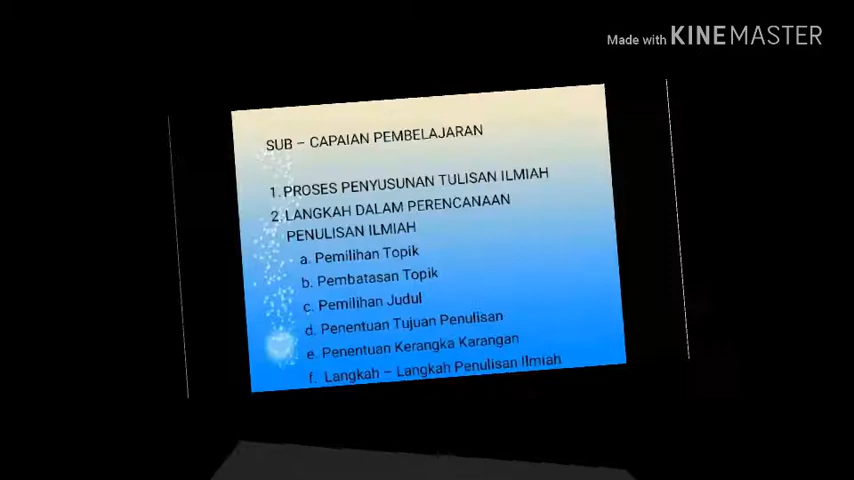 Made with KINEMASTER
SUB – CAPAIAN PEMBELAJARAN
1. PROSES PENYUSUNAN TULISAN ILMIAH
2. LANGKAH DALAM PERENCANAAN
PENULISAN ILMIAH
a. Pemilihan Topik
b. Pembatasan Topik
c. Pemilihan Judul
d. Penentuan Tujuan Penulisan
e. Penentuan Kerangka Karangan
f. Langkah – Langkah Penulisan Ilmiah